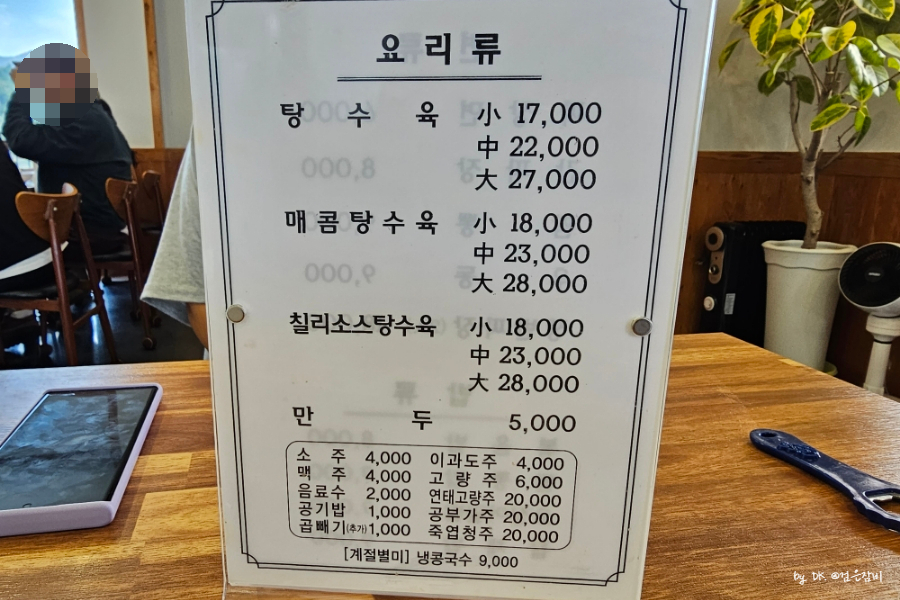 요리류
탕수육 小 17,000
中 22,000
大 27,000
매콤탕수육 小 18,000
中 23,000
大 28,000
칠리소스탕수육 小 18,000
中 23,000
大 28,000
만두 5,000
소주 4,000 이과도주 4,000
맥주 4,000 고량주 6,000
음료수 2,000 연태고량주 20,000
공기밥 1,000 공부가주 20,000
곱빼기(추가) 1,000 죽엽청주 20,000
[계절별미] 냉콩국수 9,000
by DK @검은잠비